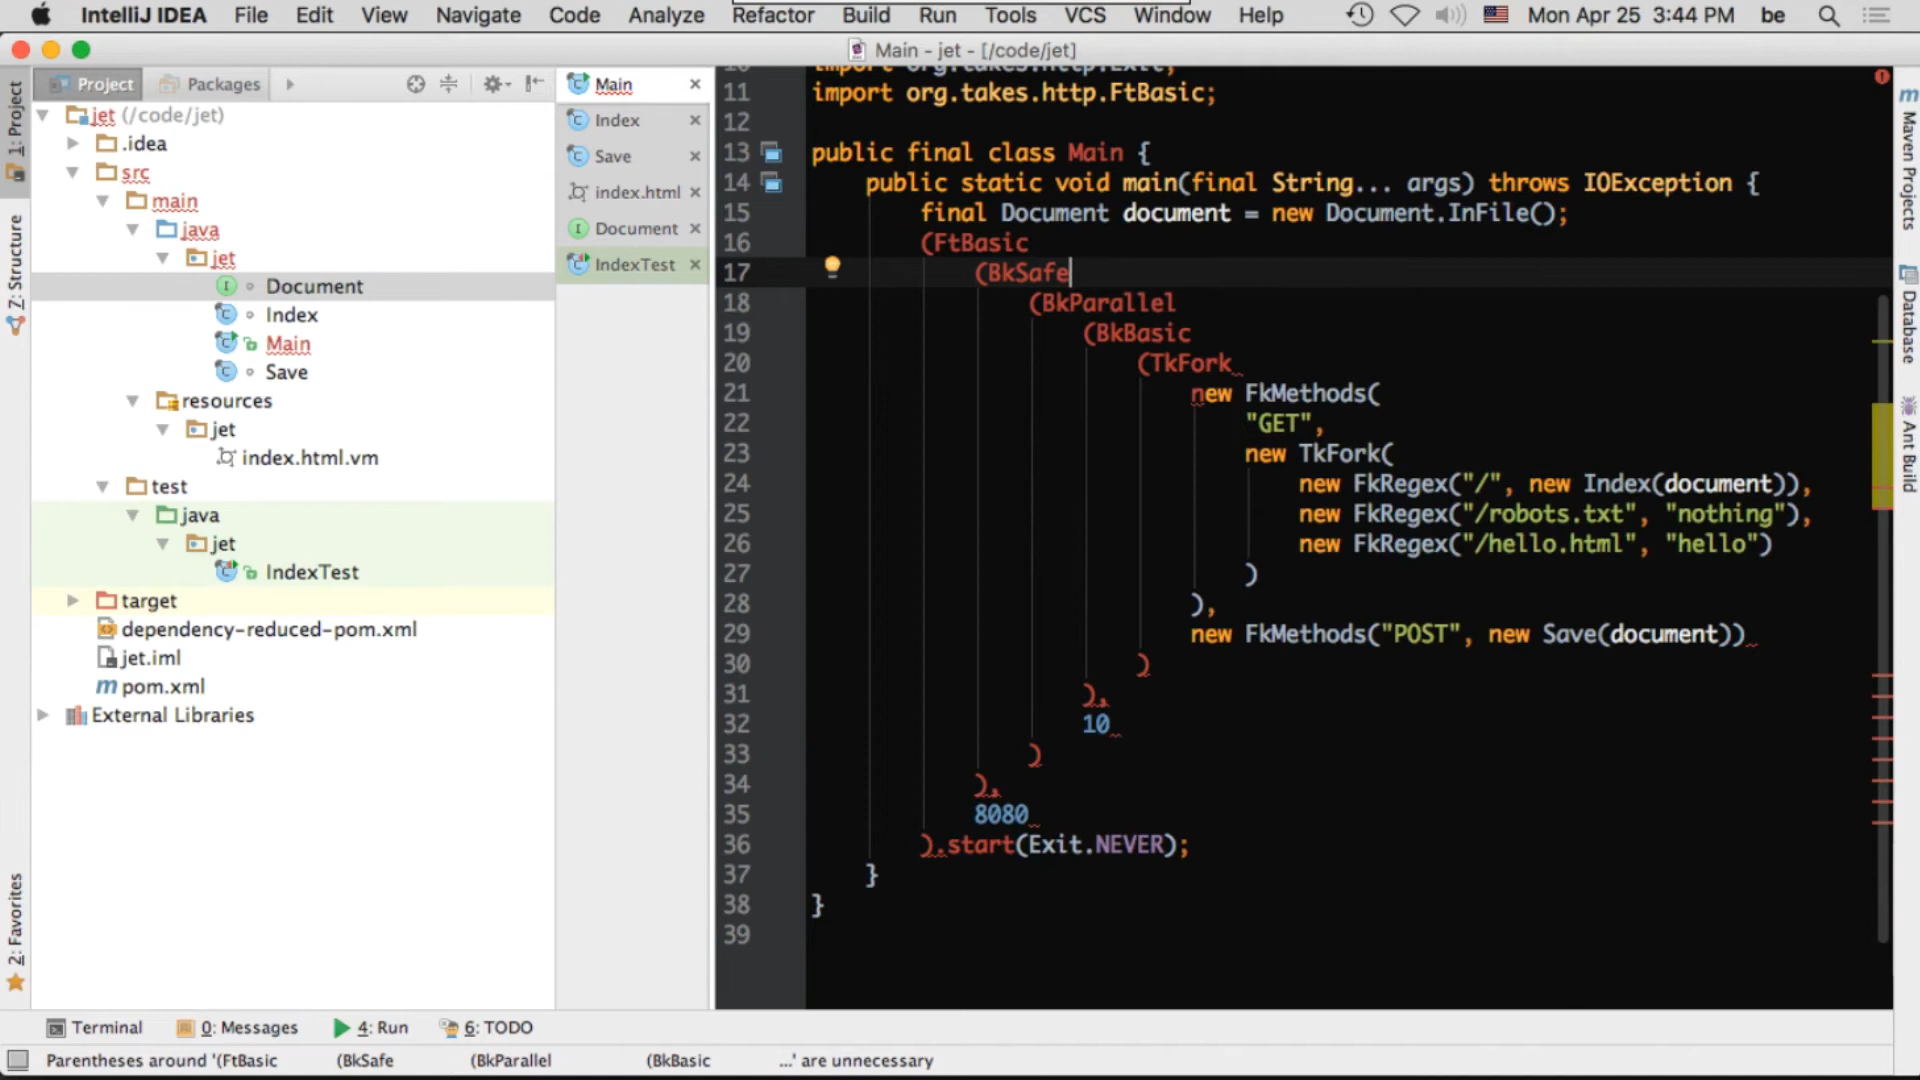 IntelliJ IDEA File Edit View Navigate Code Analyze Refactor Build Run Tools VCS Window Help Mon Apr 25 3:44 PM be
Main - jet - [/code/jet]
Project Packages
1: Project
7: Structure
2: Favorites
jet (/code/jet)
.idea
src
main
java
jet
Document
Index
Main
Save
resources
jet
index.html.vm
test
java
jet
IndexTest
target
dependency-reduced-pom.xml
jet.iml
pom.xml
External Libraries
Main
Index
Save
index.html
Document
IndexTest
10 import org.takes.http.Exit;
11 import org.takes.http.FtBasic;
12
13 public final class Main {
14 public static void main(final String... args) throws IOException {
15 final Document document = new Document.InFile();
16 (FtBasic
17 (BkSafe
18 (BkParallel
19 (BkBasic
20 (TkFork
21 new FkMethods(
22 "GET",
23 new TkFork(
24 new FkRegex("/", new Index(document)),
25 new FkRegex("/robots.txt", "nothing"),
26 new FkRegex("/hello.html", "hello")
27 )
28 ),
29 new FkMethods("POST", new Save(document))
30 )
31 ),
32 10
33 )
34 ),
35 8080
36 ).start(Exit.NEVER);
37 }
38 }
39
m Maven Projects
Database
Ant Build
Terminal 0: Messages 4: Run 6: TODO
Parentheses around '(FtBasic (BkSafe (BkParallel (BkBasic ...' are unnecessary